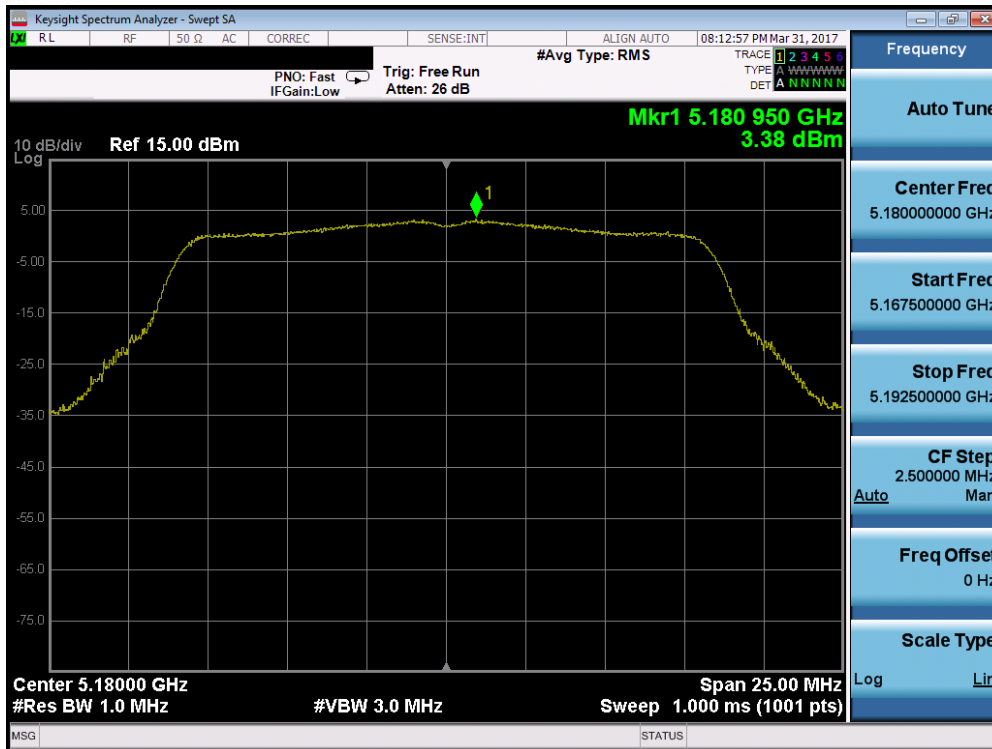 Keysight Spectrum Analyzer - Swept SA
LXI RL RF 50 Ω AC CORREC SENSE:INT ALIGN AUTO 08:12:57 PM Mar 31, 2017
#Avg Type: RMS
TRACE 1 2 3 4 5 6
PNO: Fast Trig: Free Run
TYPE A WWWWW
IFGain:Low Atten: 26 dB
DET A N N N N N
Mkr1 5.180 950 GHz
3.38 dBm
10 dB/div Ref 15.00 dBm
Log
1
5.00
-5.00
-15.0
-25.0
-35.0
-45.0
-55.0
-65.0
-75.0
Center 5.18000 GHz Span 25.00 MHz
#Res BW 1.0 MHz #VBW 3.0 MHz Sweep 1.000 ms (1001 pts)
MSG STATUS
Frequency
Auto Tune
Center Freq
5.180000000 GHz
Start Freq
5.167500000 GHz
Stop Freq
5.192500000 GHz
CF Step
2.500000 MHz
Auto Man
Freq Offset
0 Hz
Scale Type
Log Lin